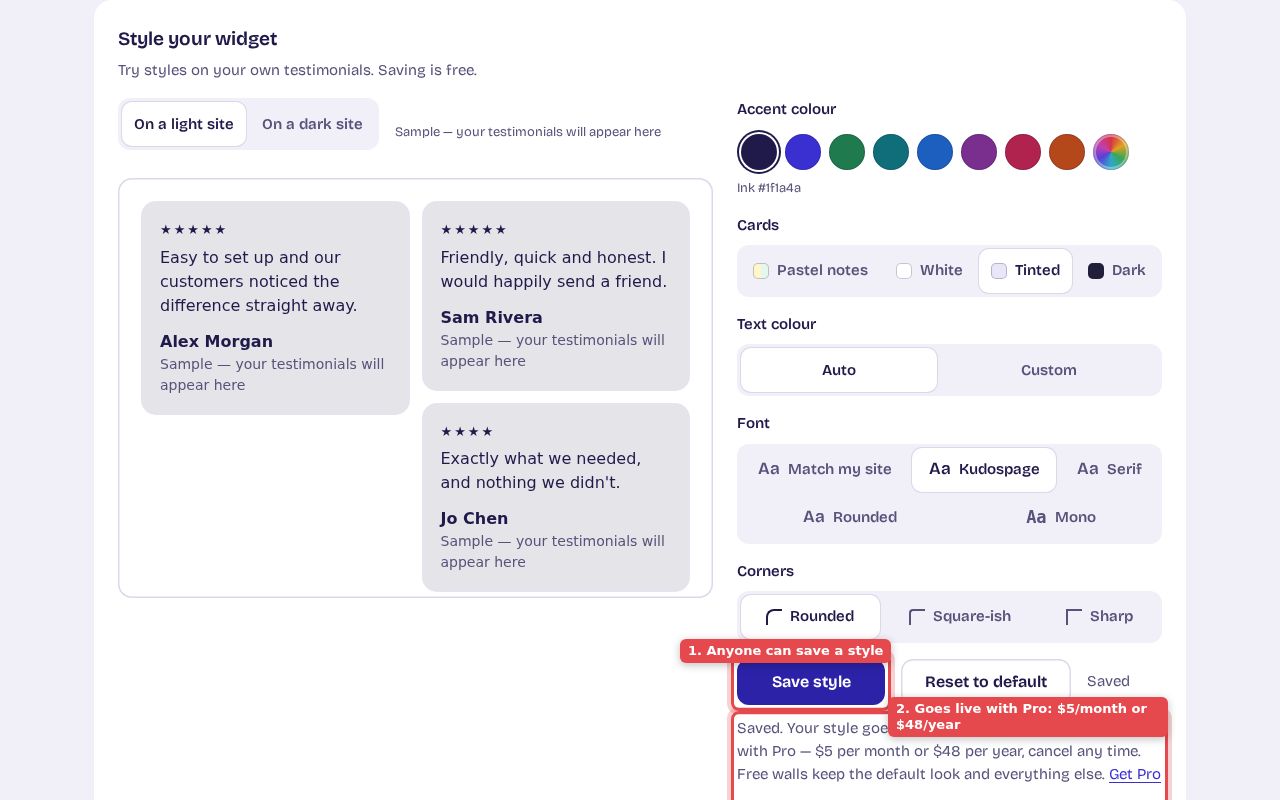 Style your widget
Try styles on your own testimonials. Saving is free.
On a light site
On a dark site
Sample — your testimonials will appear here
★★★★★
Easy to set up and our
customers noticed the
difference straight away.
Alex Morgan
Sample — your testimonials will
appear here
★★★★★
Friendly, quick and honest. I
would happily send a friend.
Sam Rivera
Sample — your testimonials will
appear here
★★★★
Exactly what we needed,
and nothing we didn't.
Jo Chen
Sample — your testimonials will
appear here
Accent colour
Ink #1f1a4a
Cards
Pastel notes
White
Tinted
Dark
Text colour
Auto
Custom
Font
Aa Match my site
Aa Kudospage
Aa Serif
Aa Rounded
Aa Mono
Corners
Rounded
Square-ish
Sharp
1. Anyone can save a style
Save style
Reset to default
Saved
2. Goes live with Pro: $5/month or
$48/year
Saved. Your style goe
with Pro — $5 per month or $48 per year, cancel any time.
Free walls keep the default look and everything else. Get Pro